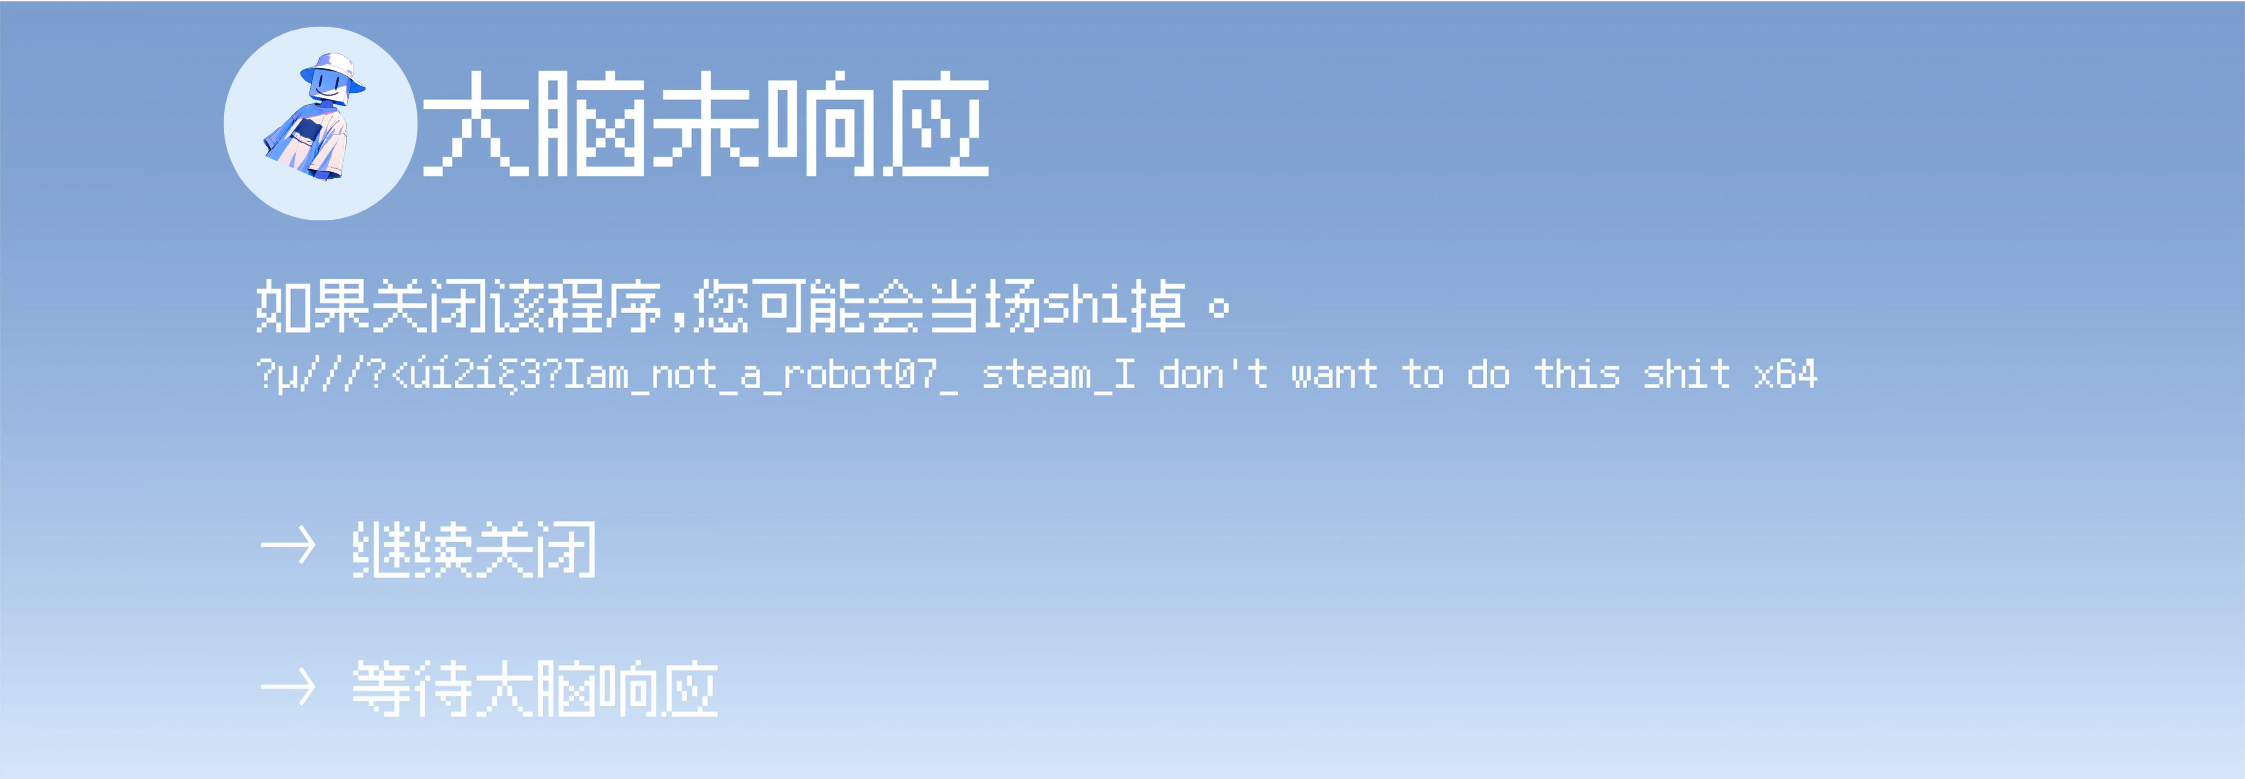 大脑未响应
如果关闭该程序,您可能会当场shi掉。
?µ///?<úí2íξ3?Iam_not_a_robot07_ steam_I don't want to do this shit x64
→ 继续关闭
→ 等待大脑响应